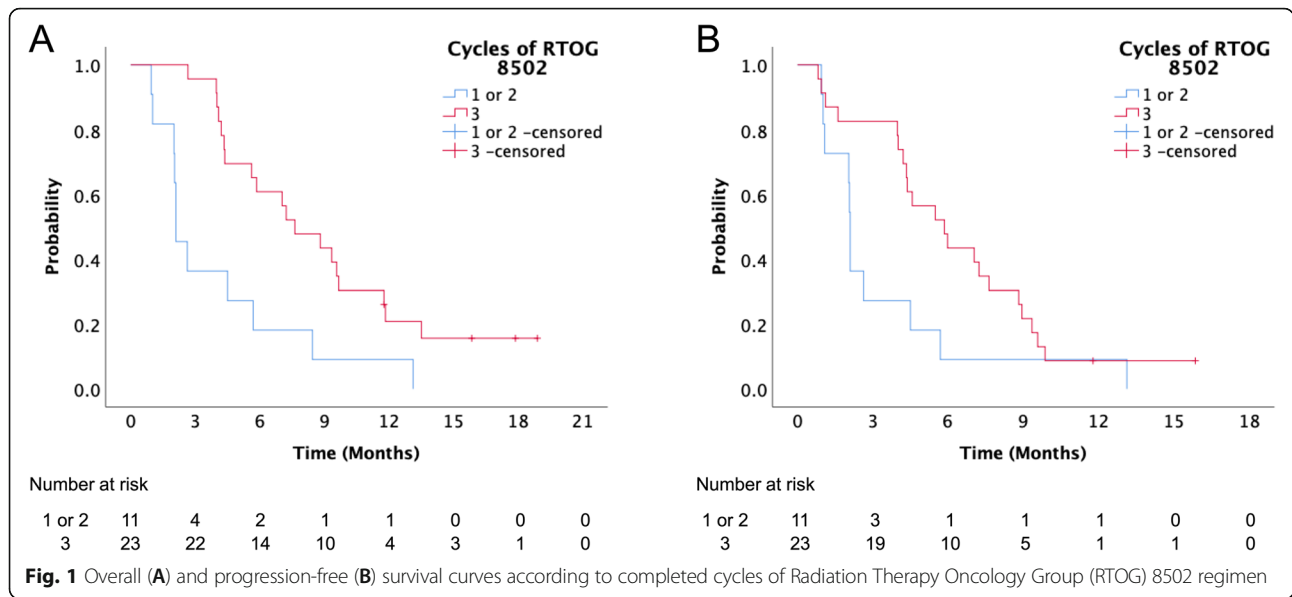 A
Cycles of RTOG
8502
1 or 2
3
1 or 2 -censored
3 -censored
Probability
1.0
0.8
0.6
0.4
0.2
0.0
0 3 6 9 12 15 18 21
Time (Months)
Number at risk
1 or 2 11 4 2 1 1 0 0 0
3 23 22 14 10 4 3 1 0
B
Cycles of RTOG
8502
1 or 2
3
1 or 2 -censored
3 -censored
Probability
1.0
0.8
0.6
0.4
0.2
0.0
0 3 6 9 12 15 18
Time (Months)
Number at risk
1 or 2 11 3 1 1 1 0 0
3 23 19 10 5 1 1 0
Fig. 1 Overall (A) and progression-free (B) survival curves according to completed cycles of Radiation Therapy Oncology Group (RTOG) 8502 regimen